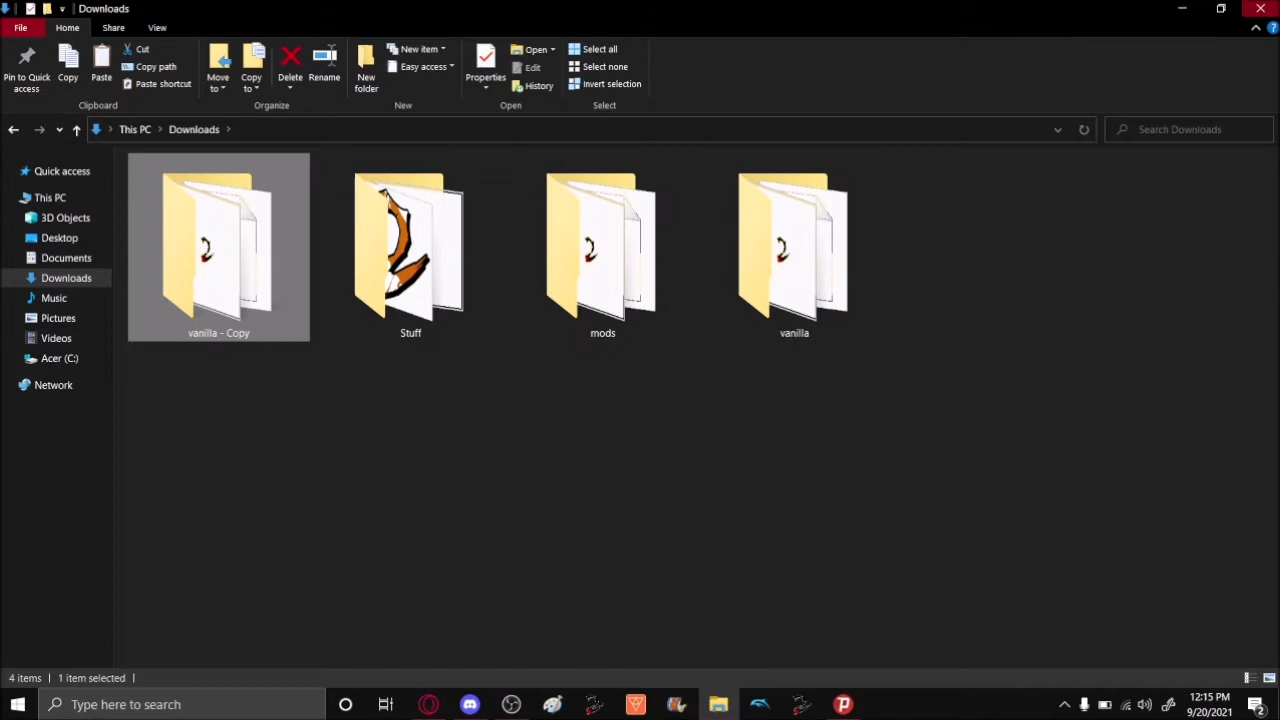 Downloads
File Home Share View
Pin to Quick access
Copy
Paste
Cut
Copy path
Paste shortcut
Clipboard
Move to
Copy to
Delete
Rename
Organize
New folder
New item
Easy access
New
Properties
Open
Edit
History
Open
Select all
Select none
Invert selection
Select
This PC Downloads
Search Downloads
Quick access
This PC
3D Objects
Desktop
Documents
Downloads
Music
Pictures
Videos
Acer (C:)
Network
vanilla - Copy
Stuff
mods
vanilla
4 items 1 item selected
Type here to search
12:15 PM
9/20/2021
2